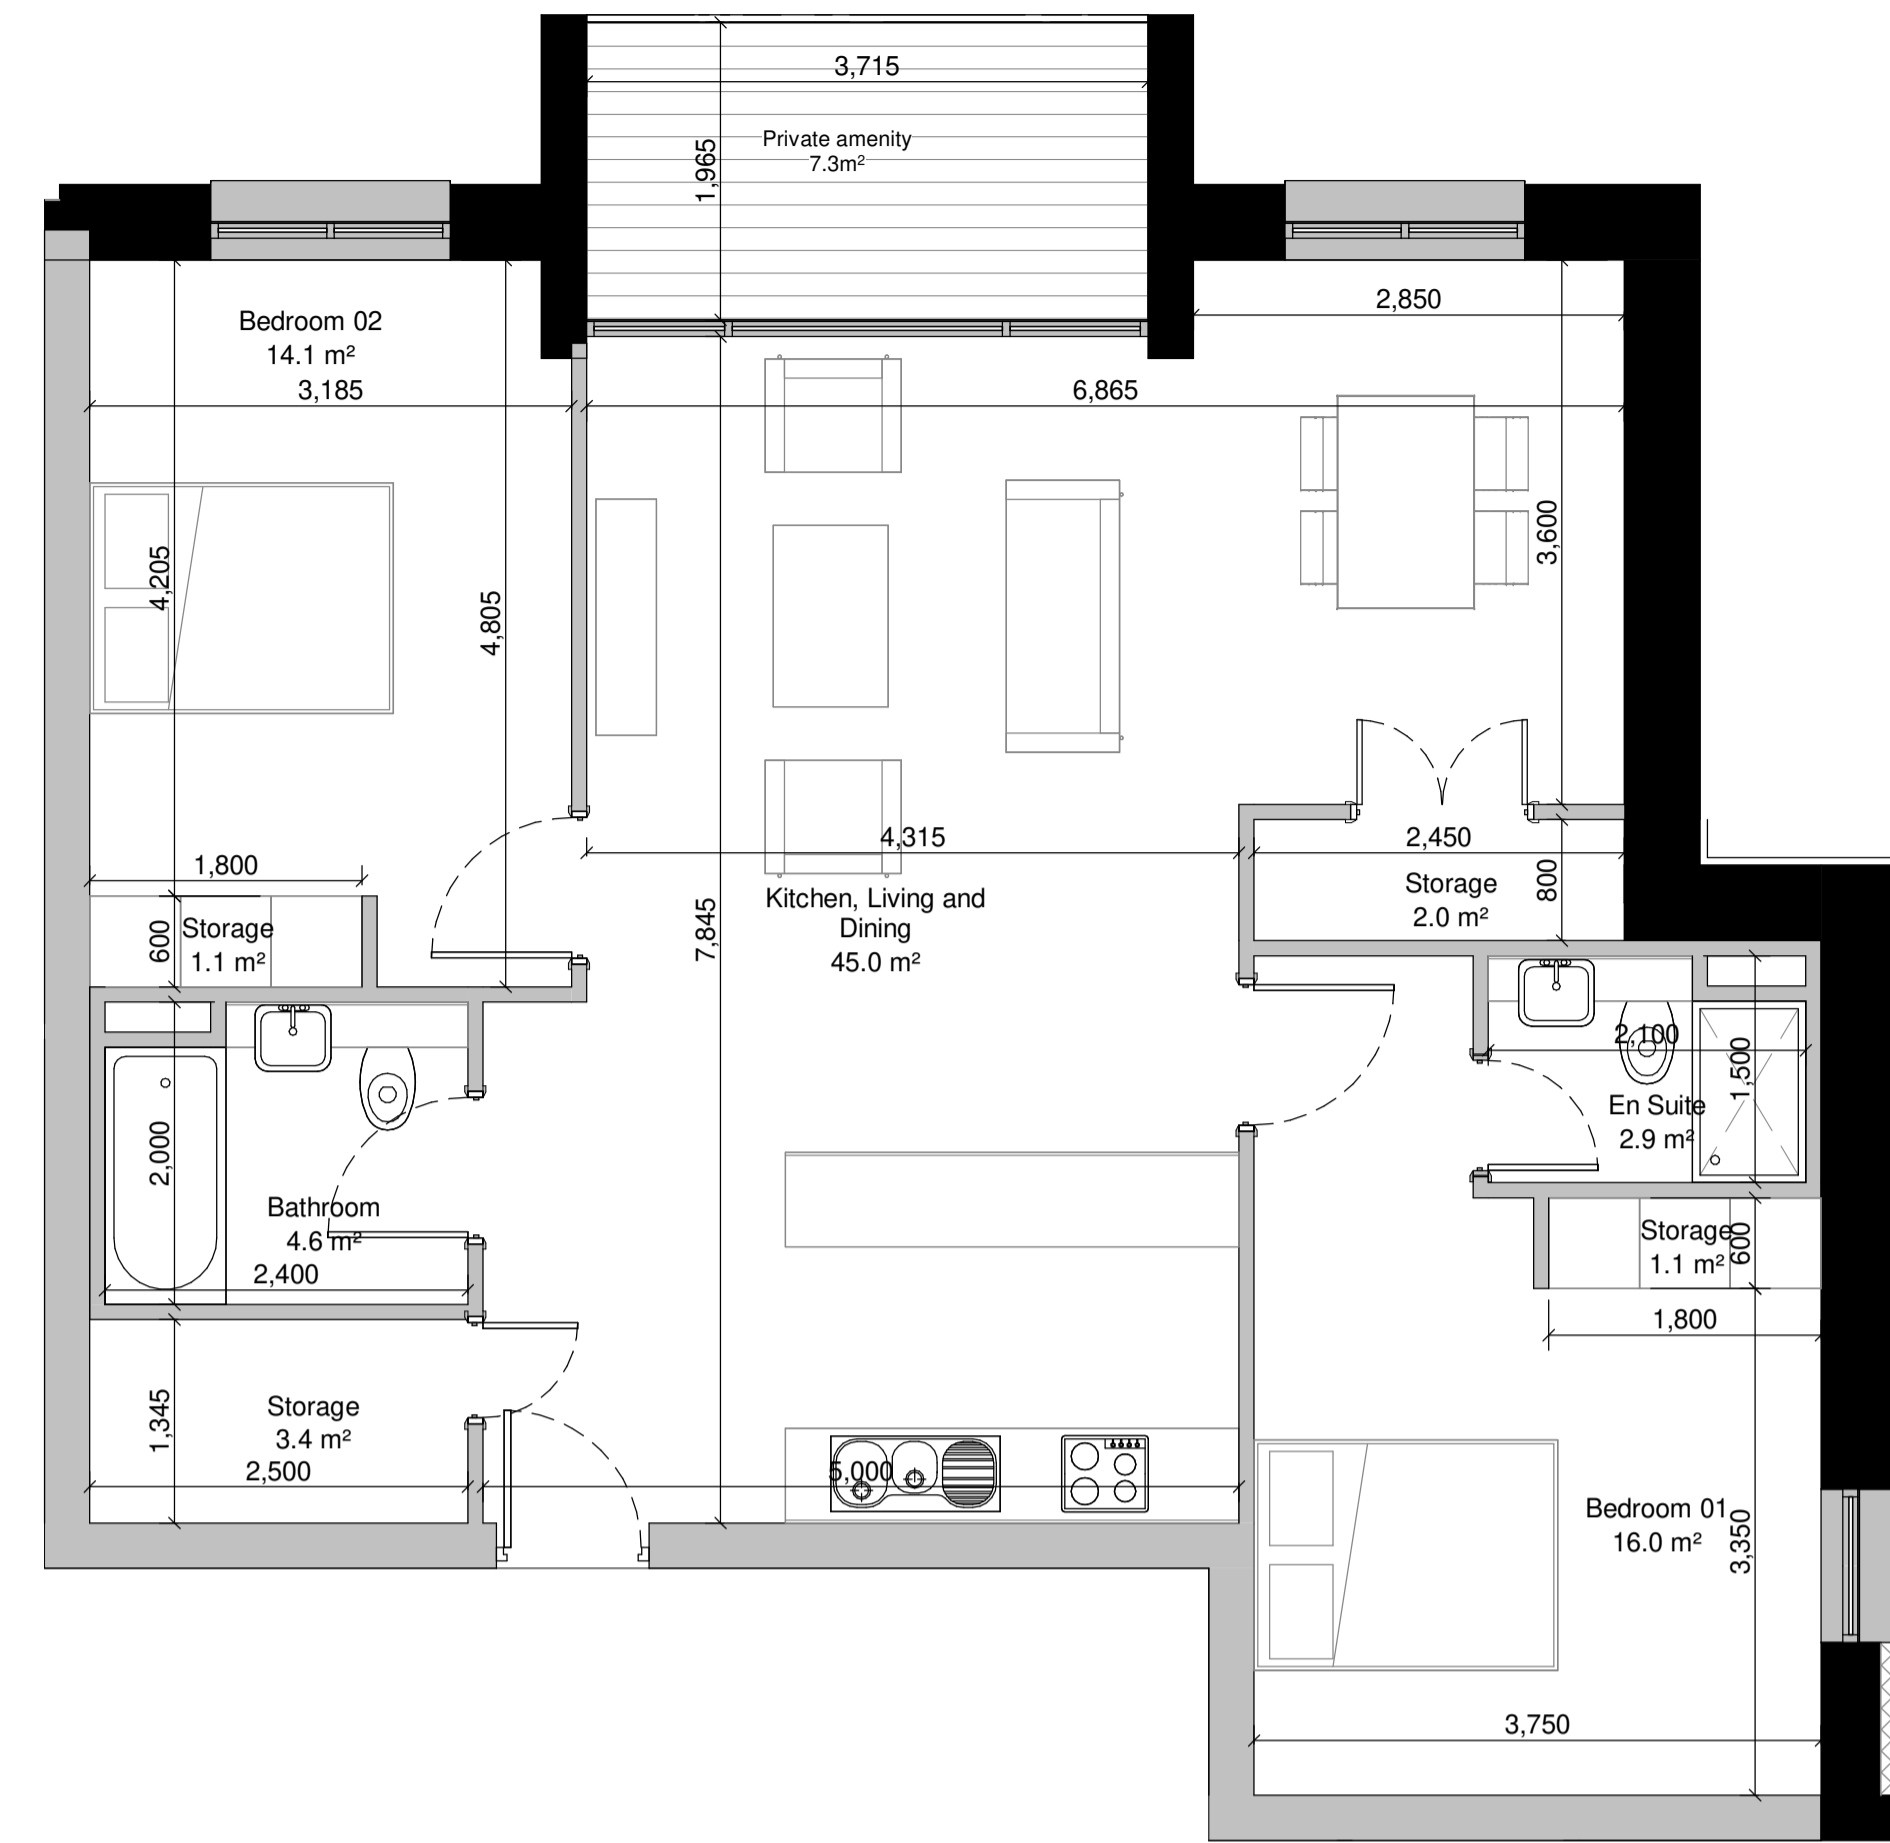 3,715
Private amenity
7.3m²
1,965
2,850
Bedroom 02
14.1 m²
3,185
6,865
4,205
4,805
3,600
1,800
4,315
2,450
Storage
1.1 m²
600
7,845
Kitchen, Living and
Dining
45.0 m²
Storage
2.0 m²
800
2,100
1,500
En Suite
2.9 m²
2,000
Bathroom
4.6 m²
2,400
Storage
1.1 m²
600
1,800
Storage
3.4 m²
1,345
2,500
5,000
Bedroom 01
16.0 m²
3,350
3,750